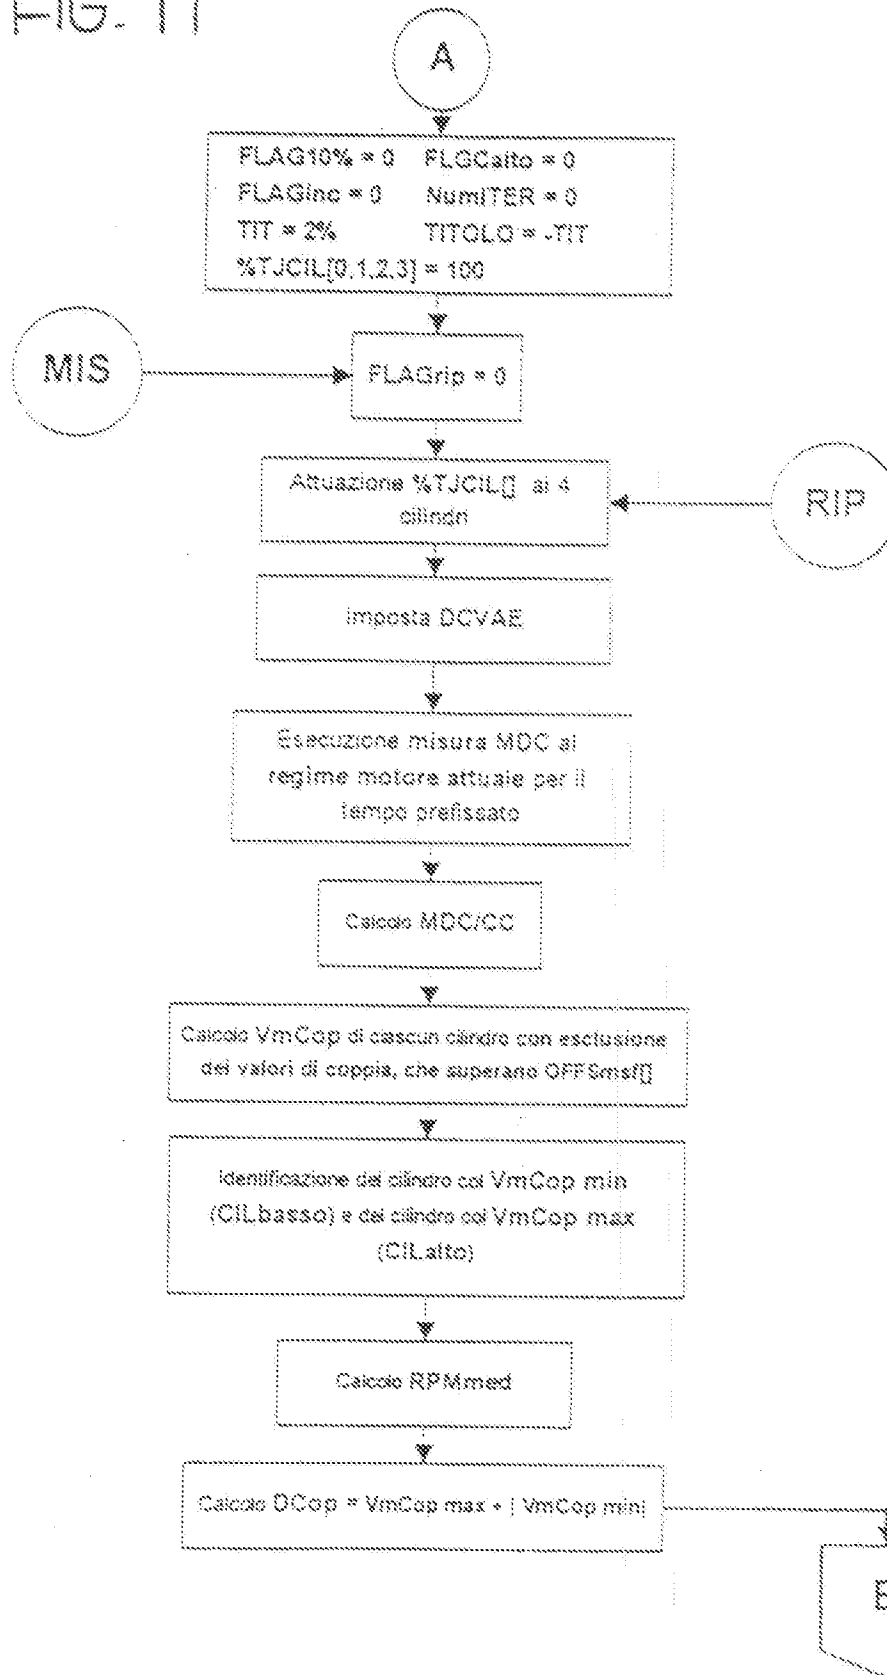 FIG. 11
A
FLAG10% = 0 FLGCalto = 0
FLAGinc = 0 NumITER = 0
TIT = 2% TITOLO = -TIT
%TJCIL[0,1,2,3] = 100
MIS
FLAGrip = 0
Attuazione %TJCIL[] ai 4
cilindri
RIP
Imposta DCVAE
Esecuzione misura MDC al
regime motore attuale per il
tempo prefissato
Calcolo MDC/CC
Calcolo VmCop di ciascun cilindro con esclusione
dei valori di coppia, che superano OFFSmsf[]
Identificazione del cilindro col VmCop min
(CILbasso) e del cilindro col VmCop max
(CILalto)
Calcolo RPMmed
Calcolo DCop = VmCop max + | VmCop min|